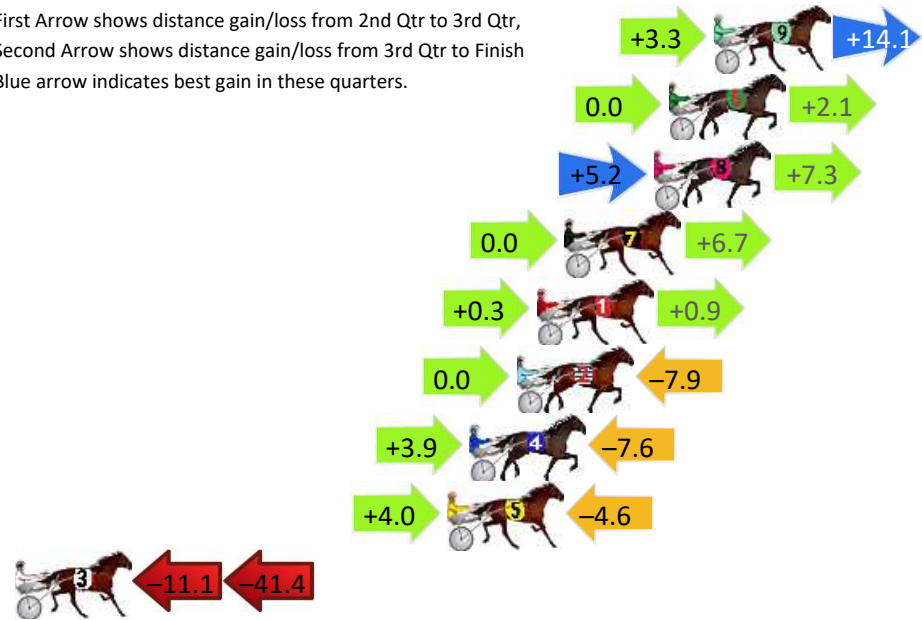 First Arrow shows distance gain/loss from 2nd Qtr to 3rd Qtr,
Second Arrow shows distance gain/loss from 3rd Qtr to Finish
Blue arrow indicates best gain in these quarters.
+3.3 9 +14.1
0.0 6 +2.1
+5.2 8 +7.3
0.0 7 +6.7
+0.3 1 +0.9
0.0 2 –7.9
+3.9 4 –7.6
+4.0 5 –4.6
3 –11.1 –41.4